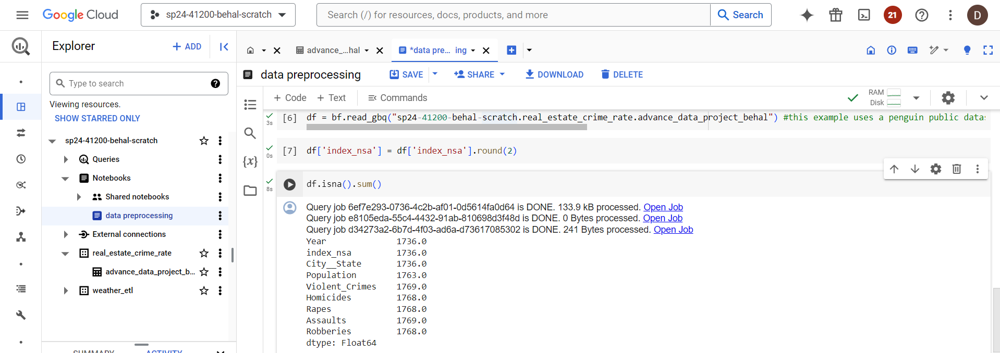 Google Cloud
sp24-41200-behal-scratch
Search (/) for resources, docs, products, and more
Search
21
D
Explorer
+ ADD
advance_...hal
*data pre... ing
data preprocessing
SAVE
SHARE
DOWNLOAD
DELETE
Type to search
Viewing resources.
SHOW STARRED ONLY
sp24-41200-behal-scratch
Queries
Notebooks
Shared notebooks
data preprocessing
External connections
real_estate_crime_rate
advance_data_project_b...
weather_etl
SUMMARY
ACTIVITY
+ Code
+ Text
Commands
RAM
Disk
3s
[6]
df = bf.read_gbq("sp24-41200-behal-scratch.real_estate_crime_rate.advance_data_project_behal") #this example uses a penguin public data
0s
[7]
df['index_nsa'] = df['index_nsa'].round(2)
8s
df.isna().sum()
{x}
Query job 6ef7e293-0736-4c2b-af01-0d5614fa0d64 is DONE. 133.9 kB processed. Open Job
Query job e8105eda-55c4-4432-91ab-810698d3f48d is DONE. 0 Bytes processed. Open Job
Query job d34273a2-6b7d-4f03-ad6a-d73617085302 is DONE. 241 Bytes processed. Open Job
Year 1736.0
index_nsa 1736.0
City__State 1736.0
Population 1763.0
Violent_Crimes 1769.0
Homicides 1768.0
Rapes 1768.0
Assaults 1769.0
Robberies 1768.0
dtype: Float64